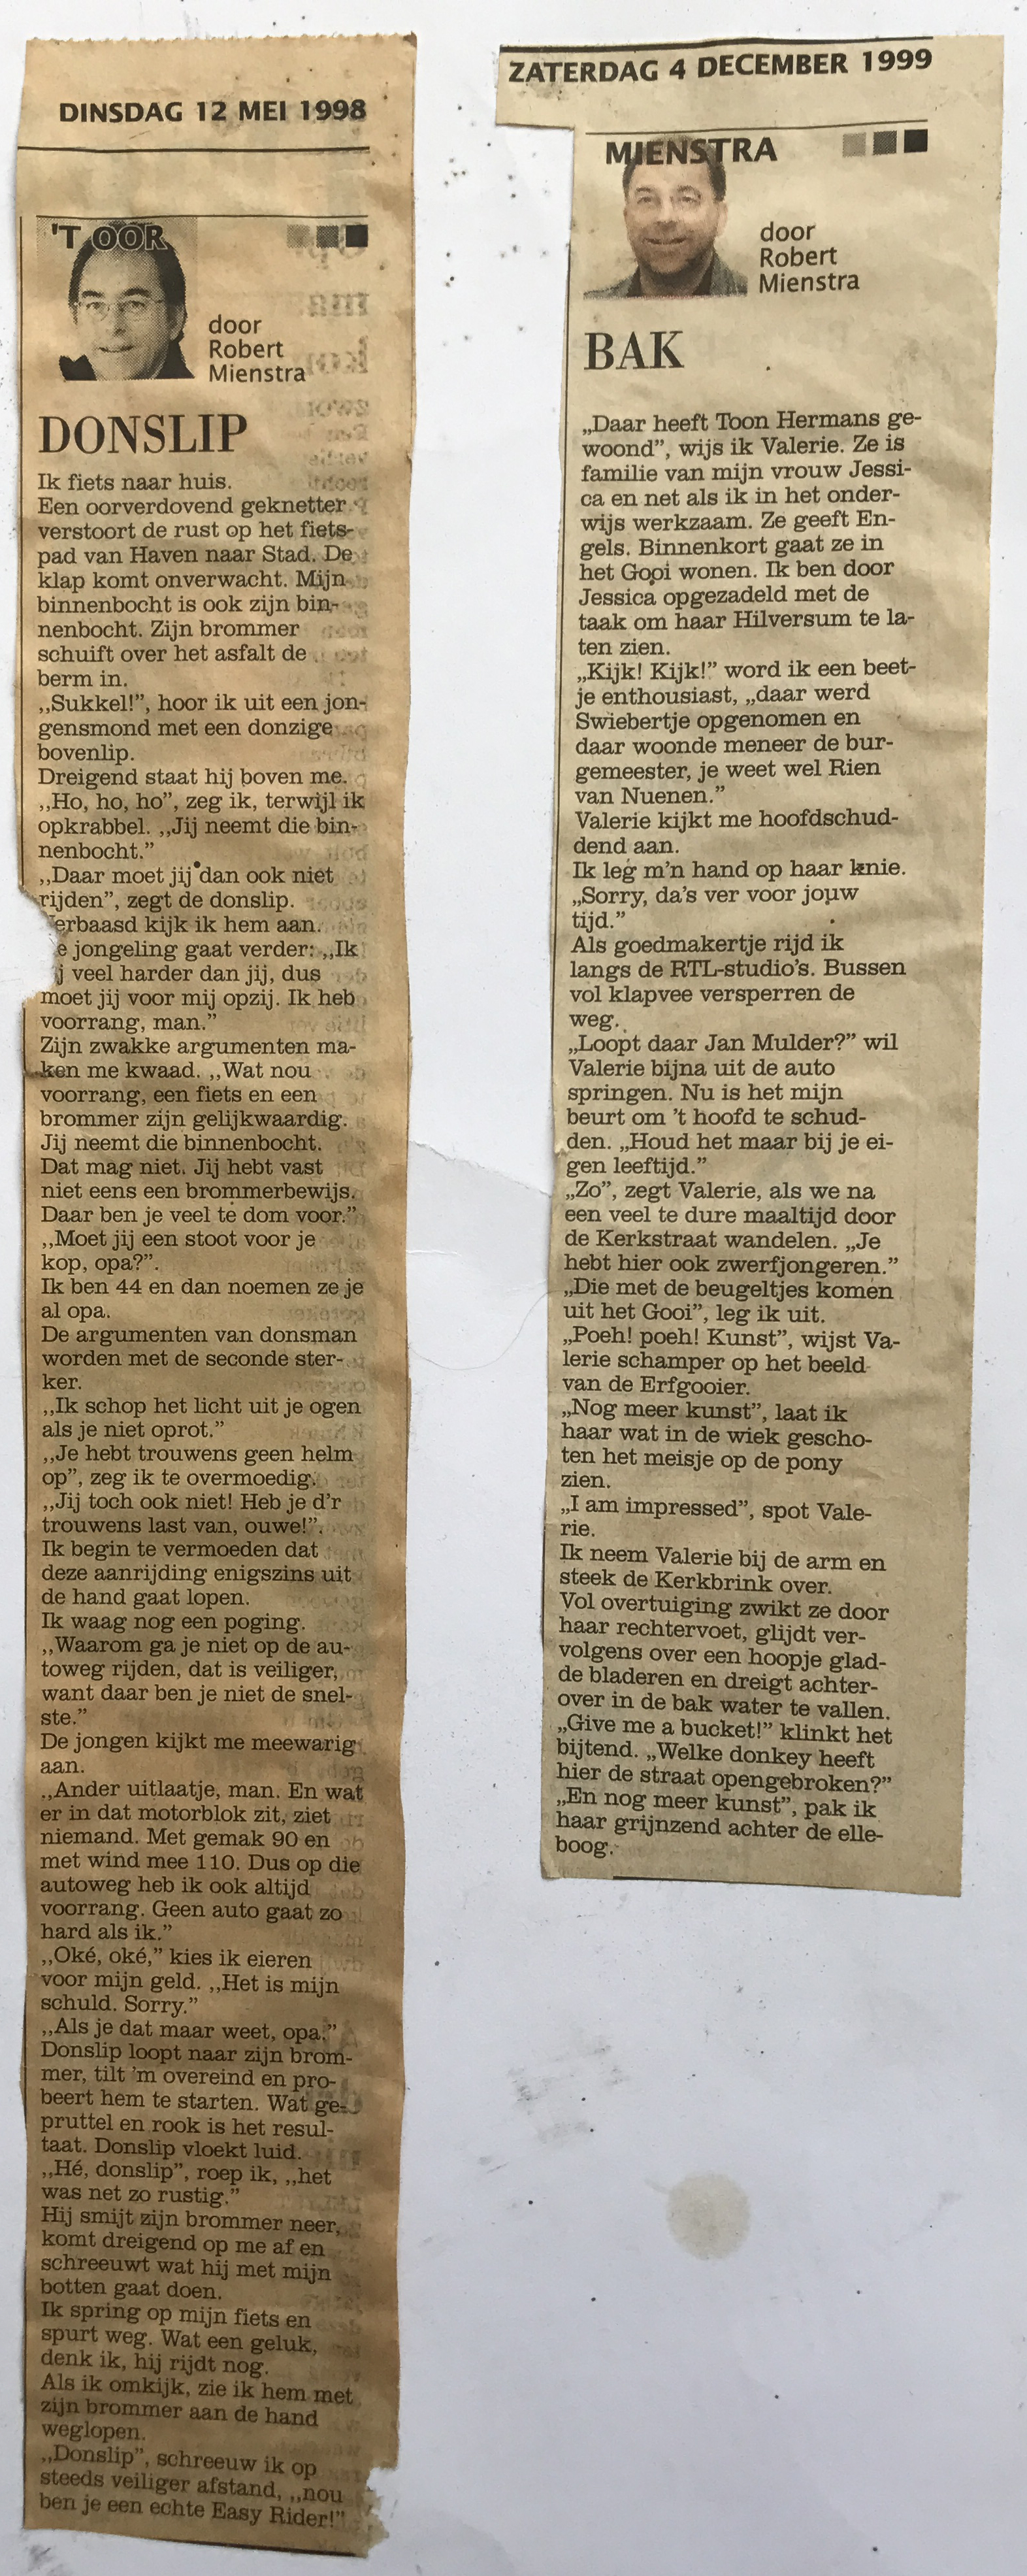 DINSDAG 12 MEI 1998
'T OOR
door
Robert
Mienstra
DONSLIP
Ik fiets naar huis.
Een oorverdovend geknetter
verstoort de rust op het fiets-
pad van Haven naar Stad. De
klap komt onverwacht. Mijn
binnenbocht is ook zijn bin-
nenbocht. Zijn brommer
schuift over het asfalt de
berm in.
,,Sukkel!”, hoor ik uit een jon-
gensmond met een donzige
bovenlip.
Dreigend staat hij boven me.
,,Ho, ho, ho”, zeg ik, terwijl ik
opkrabbel. ,,Jij neemt die bin-
nenbocht.”
,,Daar moet jij dan ook niet
rijden”, zegt de donslip.
erbaasd kijk ik hem aan.
e jongeling gaat verder: ,,Ik
j veel harder dan jij, dus
moet jij voor mij opzij. Ik heb
voorrang, man.”
Zijn zwakke argumenten ma-
ken me kwaad. ,,Wat nou
voorrang, een fiets en een
brommer zijn gelijkwaardig.
Jij neemt die binnenbocht.
Dat mag niet. Jij hebt vast
niet eens een brommerbewijs.
Daar ben je veel te dom voor.”
,,Moet jij een stoot voor je
kop, opa?”.
Ik ben 44 en dan noemen ze je
al opa.
De argumenten van donsman
worden met de seconde ster-
ker.
,,Ik schop het licht uit je ogen
als je niet oprot.”
,,Je hebt trouwens geen helm
op”, zeg ik te overmoedig.
,,Jij toch ook niet! Heb je d’r
trouwens last van, ouwe!”.
Ik begin te vermoeden dat
deze aanrijding enigszins uit
de hand gaat lopen.
Ik waag nog een poging.
,,Waarom ga je niet op de au-
toweg rijden, dat is veiliger,
want daar ben je niet de snel-
ste.”
De jongen kijkt me meewarig
aan.
,,Ander uitlaatje, man. En wat
er in dat motorblok zit, ziet
niemand. Met gemak 90 en
met wind mee 110. Dus op die
autoweg heb ik ook altijd
voorrang. Geen auto gaat zo
hard als ik.”
,,Oké, oké,” kies ik eieren
voor mijn geld. ,,Het is mijn
schuld. Sorry.”
,,Als je dat maar weet, opa.”
Donslip loopt naar zijn brom-
mer, tilt ’m overeind en pro-
beert hem te starten. Wat ge-
pruttel en rook is het resul-
taat. Donslip vloekt luid.
,,Hé, donslip”, roep ik, ,,het
was net zo rustig.”
Hij smijt zijn brommer neer,
komt dreigend op me af en
schreeuwt wat hij met mijn
botten gaat doen.
Ik spring op mijn fiets en
spurt weg. Wat een geluk,
denk ik, hij rijdt nog.
Als ik omkijk, zie ik hem met
zijn brommer aan de hand
weglopen.
,,Donslip”, schreeuw ik op
steeds veiliger afstand, ,,nou
ben je een echte Easy Rider!”
ZATERDAG 4 DECEMBER 1999
MIENSTRA
door
Robert
Mienstra
BAK
„Daar heeft Toon Hermans ge-
woond”, wijs ik Valerie. Ze is
familie van mijn vrouw Jessi-
ca en net als ik in het onder-
wijs werkzaam. Ze geeft En-
gels. Binnenkort gaat ze in
het Gooi wonen. Ik ben door
Jessica opgezadeld met de
taak om haar Hilversum te la-
ten zien.
„Kijk! Kijk!” word ik een beet-
je enthousiast, „daar werd
Swiebertje opgenomen en
daar woonde meneer de bur-
gemeester, je weet wel Rien
van Nuenen.”
Valerie kijkt me hoofdschud-
dend aan.
Ik leg m’n hand op haar knie.
„Sorry, da’s ver voor jouw
tijd.”
Als goedmakertje rijd ik
langs de RTL-studio’s. Bussen
vol klapvee versperren de
weg.
„Loopt daar Jan Mulder?” wil
Valerie bijna uit de auto
springen. Nu is het mijn
beurt om ’t hoofd te schud-
den. „Houd het maar bij je ei-
gen leeftijd.”
„Zo”, zegt Valerie, als we na
een veel te dure maaltijd door
de Kerkstraat wandelen. „Je
hebt hier ook zwerfjongeren.”
„Die met de beugeltjes komen
uit het Gooi”, leg ik uit.
„Poeh! poeh! Kunst”, wijst Va-
lerie schamper op het beeld
van de Erfgooier.
„Nog meer kunst”, laat ik
haar wat in de wiek gescho-
ten het meisje op de pony
zien.
„I am impressed”, spot Vale-
rie.
Ik neem Valerie bij de arm en
steek de Kerkbrink over.
Vol overtuiging zwikt ze door
haar rechtervoet, glijdt ver-
volgens over een hoopje glad-
de bladeren en dreigt achter-
over in de bak water te vallen.
„Give me a bucket!” klinkt het
bijtend. „Welke donkey heeft
hier de straat opengebroken?”
„En nog meer kunst”, pak ik
haar grijnzend achter de elle-
boog.